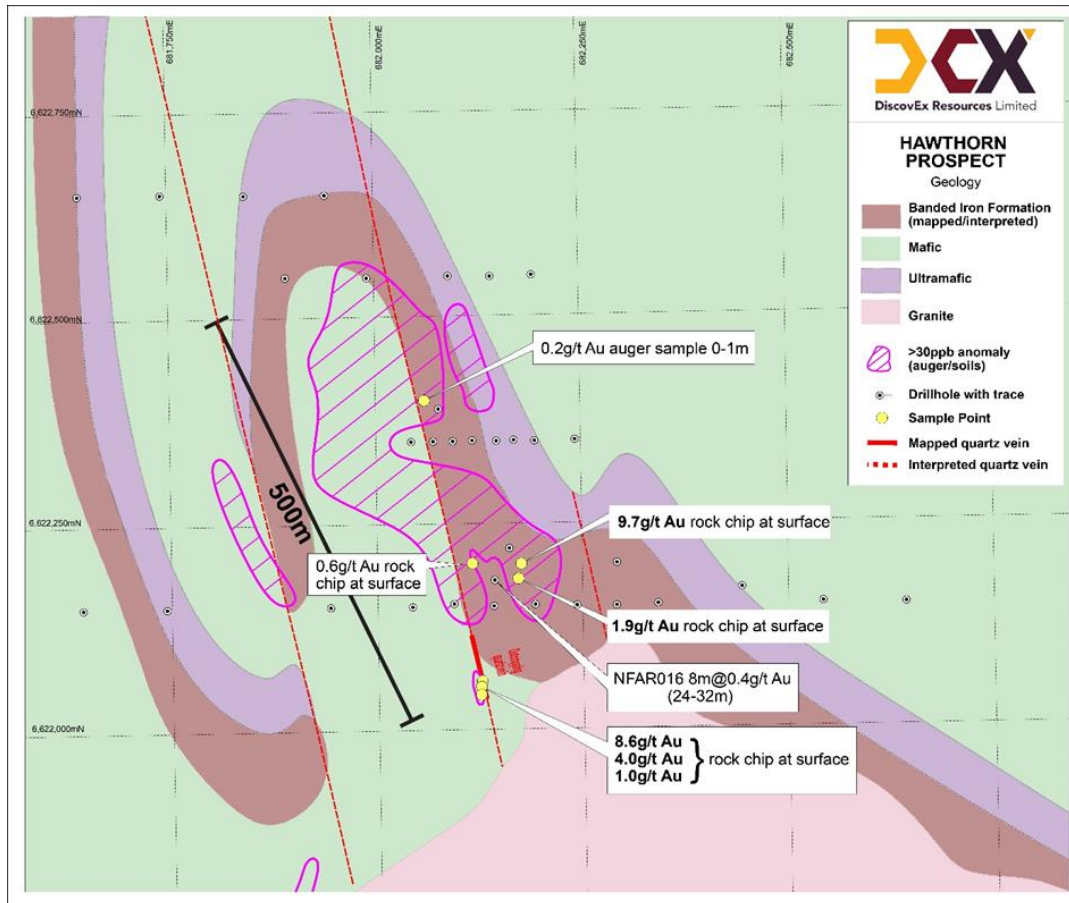 681,750mE
682,000mE
682,250mE
682,500mE
6,622,750mN
6,622,500mN
6,622,250mN
6,622,000mN
500m
0.2g/t Au auger sample 0-1m
9.7g/t Au rock chip at surface
0.6g/t Au rock
chip at surface
1.9g/t Au rock chip at surface
NFAR016 8m@0.4g/t Au
(24-32m)
8.6g/t Au
4.0g/t Au
1.0g/t Au
rock chip at surface
DCX
DiscovEx Resources Limited
HAWTHORN
PROSPECT
Geology
Banded Iron Formation
(mapped/interpreted)
Mafic
Ultramafic
Granite
>30ppb anomaly
(auger/soils)
Drillhole with trace
Sample Point
Mapped quartz vein
Interpreted quartz vein